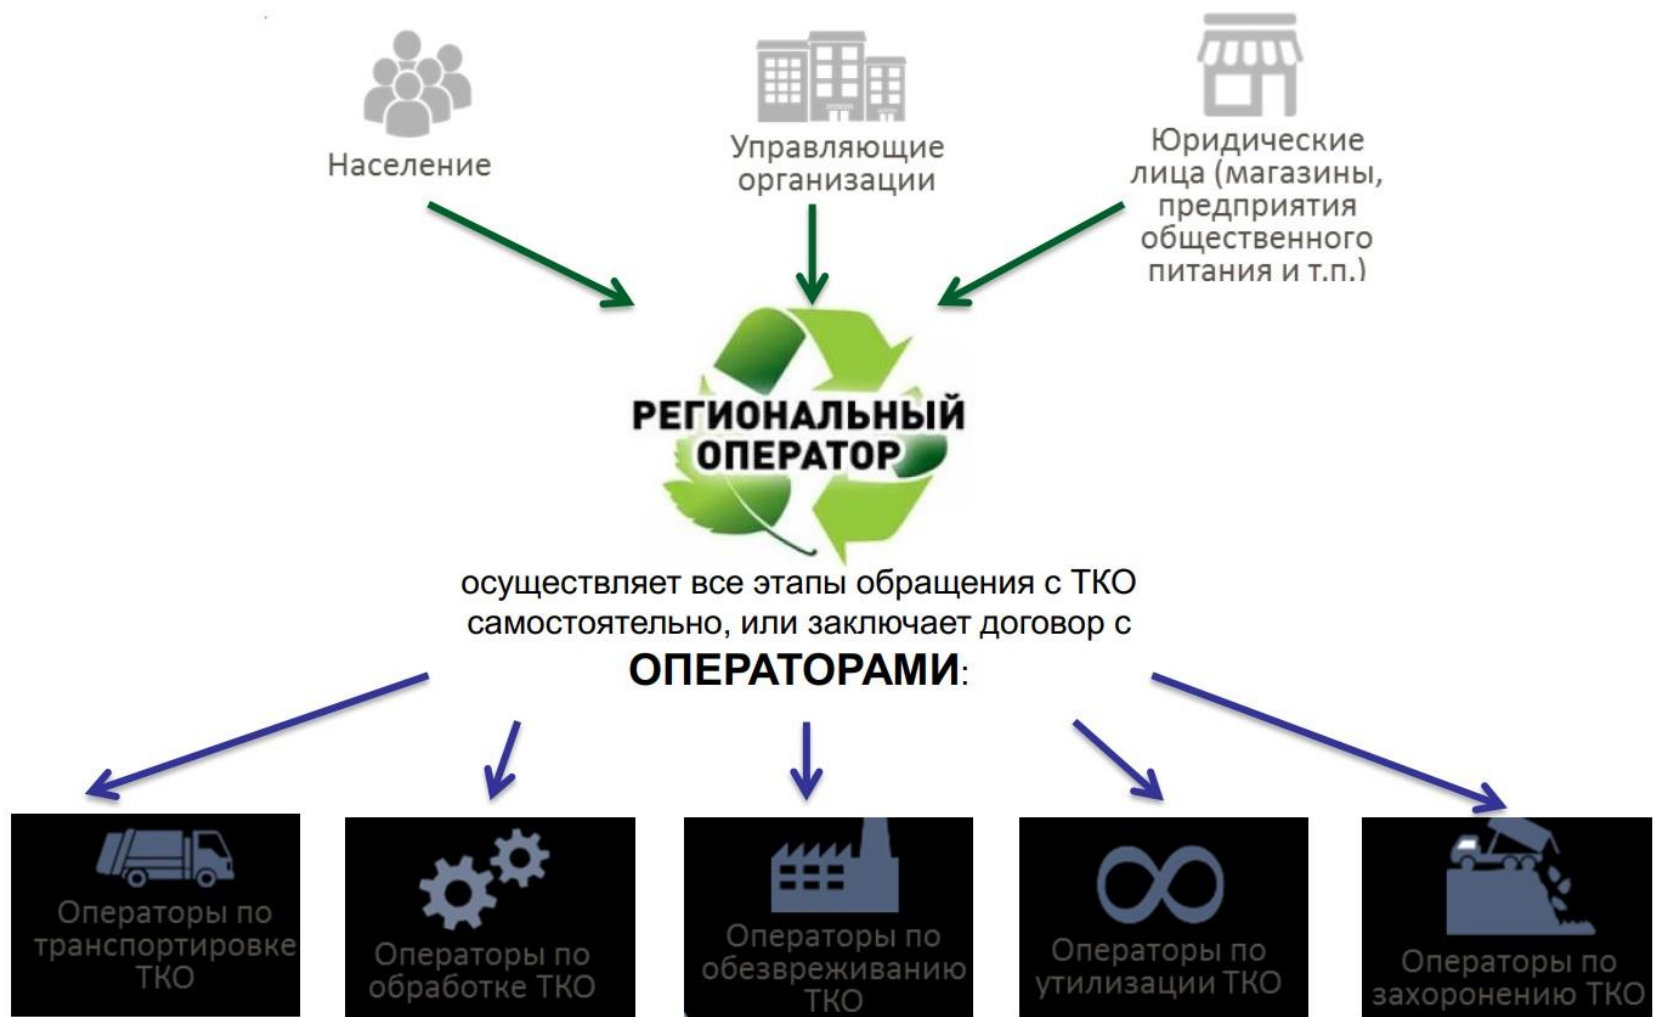 Население
Управляющие
организации
Юридические
лица (магазины,
предприятия
общественного
питания и т.п.)
РЕГИОНАЛЬНЫЙ
ОПЕРАТОР
осуществляет все этапы обращения с ТКО
самостоятельно, или заключает договор с
ОПЕРАТОРАМИ:
Операторы по
транспортировке
ТКО
Операторы по
обработке ТКО
Операторы по
обезвреживанию
ТКО
Операторы по
утилизации ТКО
Операторы по
захоронению ТКО